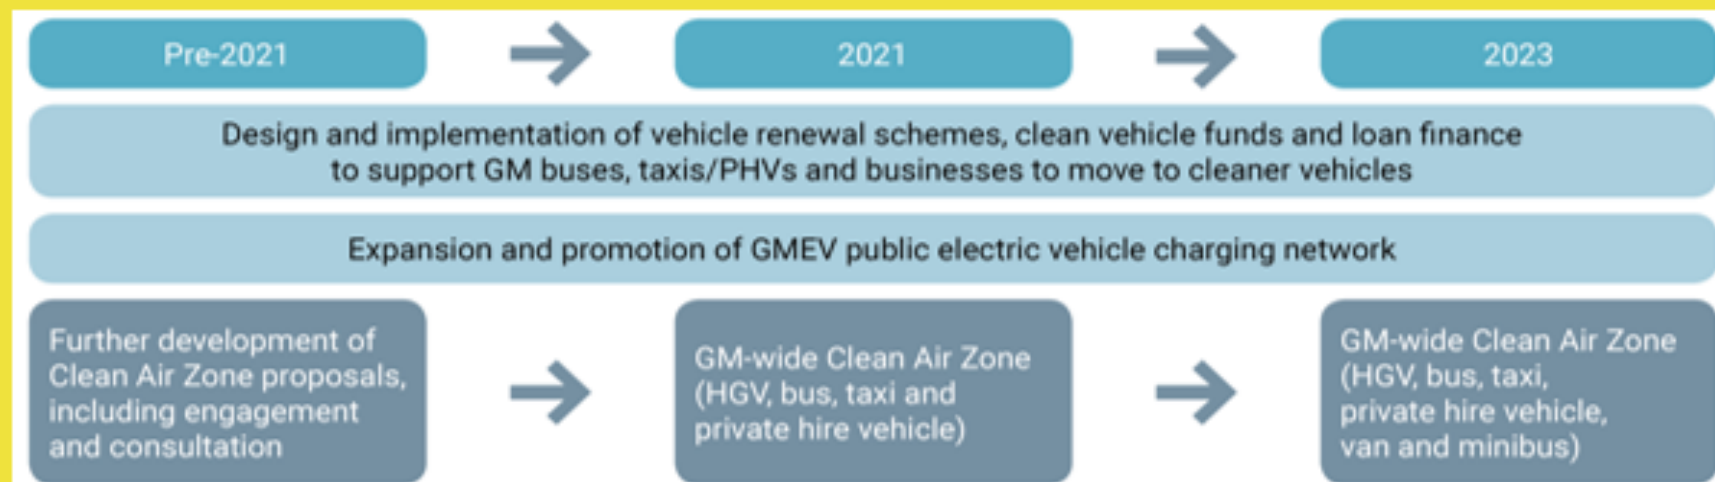 Pre-2021
2021
2023
Design and implementation of vehicle renewal schemes, clean vehicle funds and loan finance
to support GM buses, taxis/PHVs and businesses to move to cleaner vehicles
Expansion and promotion of GMEV public electric vehicle charging network
Further development of
Clean Air Zone proposals,
including engagement
and consultation
GM-wide Clean Air Zone
(HGV, bus, taxi and
private hire vehicle)
GM-wide Clean Air Zone
(HGV, bus, taxi,
private hire vehicle,
van and minibus)